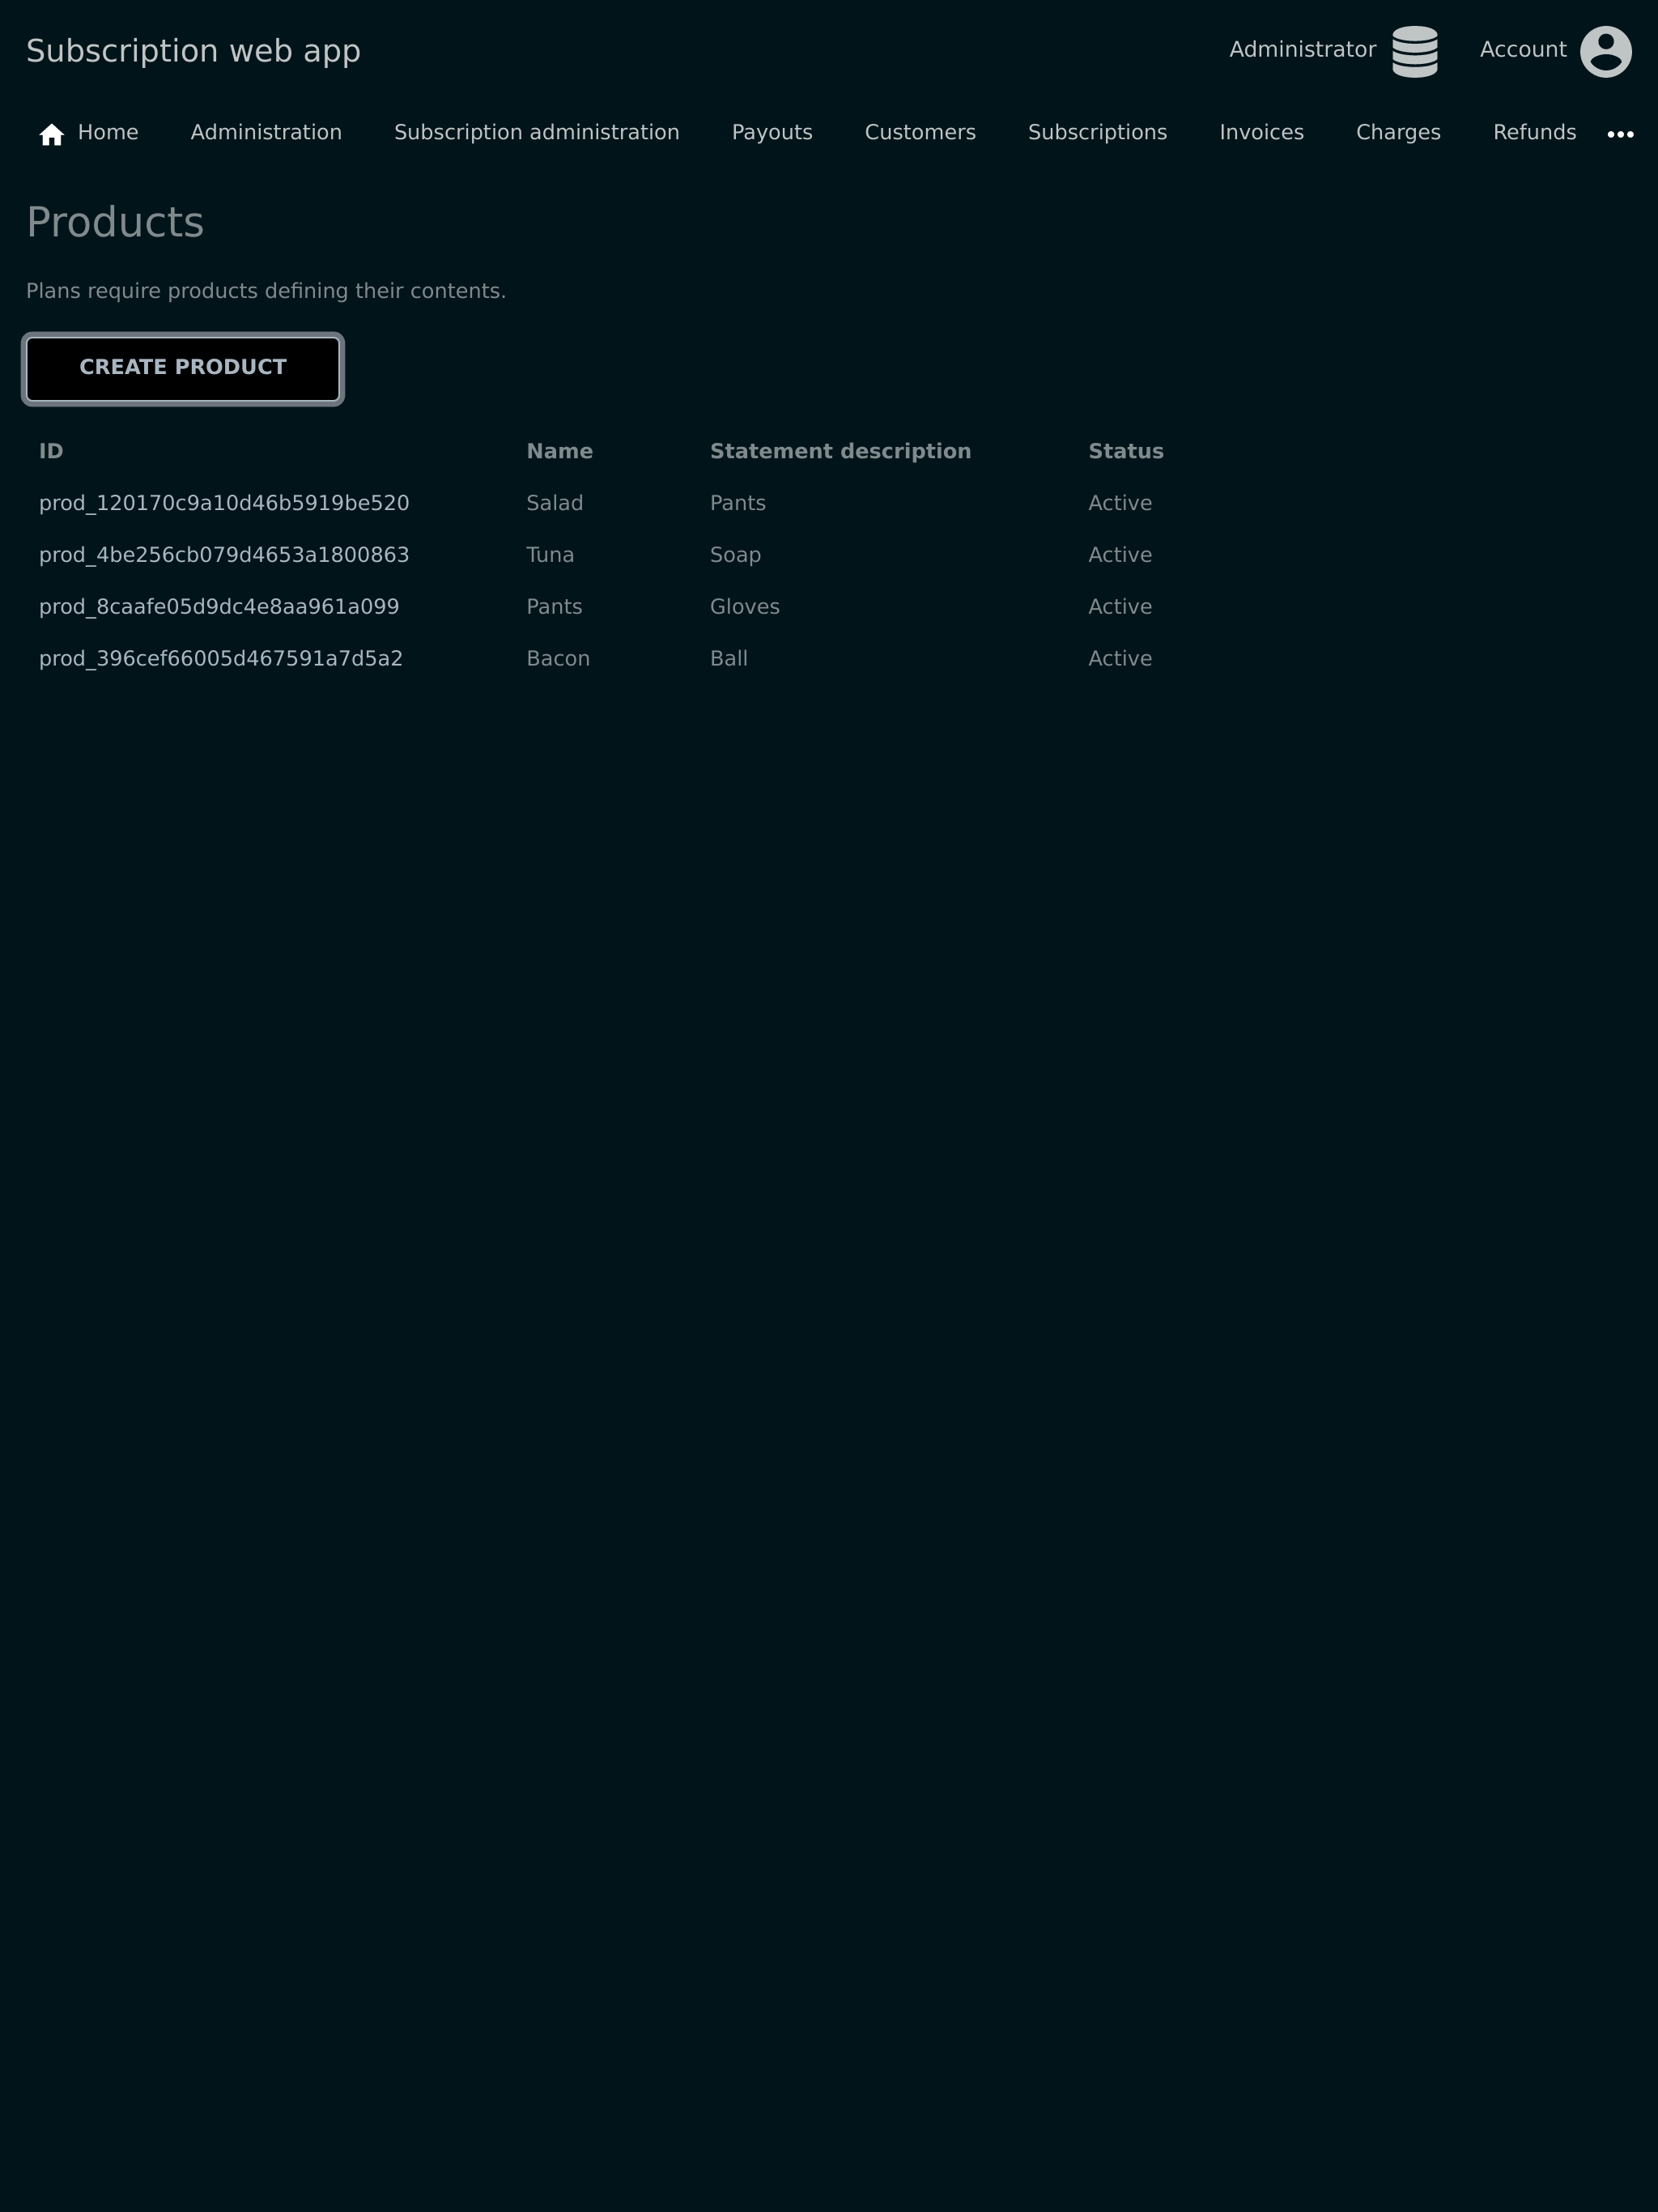 Subscription web app Administrator Account
Home Administration Subscription administration Payouts Customers Subscriptions Invoices Charges Refunds
Products
Plans require products defining their contents.
CREATE PRODUCT
ID Name Statement description Status
prod_120170c9a10d46b5919be520 Salad Pants Active
prod_4be256cb079d4653a1800863 Tuna Soap Active
prod_8caafe05d9dc4e8aa961a099 Pants Gloves Active
prod_396cef66005d467591a7d5a2 Bacon Ball Active